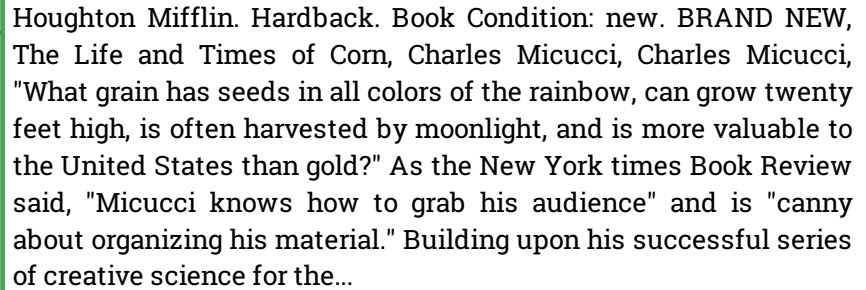 Houghton Mifflin. Hardback. Book Condition: new. BRAND NEW,
The Life and Times of Corn, Charles Micucci, Charles Micucci,
"What grain has seeds in all colors of the rainbow, can grow twenty
feet high, is often harvested by moonlight, and is more valuable to
the United States than gold?" As the New York times Book Review
said, "Micucci knows how to grab his audience" and is "canny
about organizing his material." Building upon his successful series
of creative science for the...